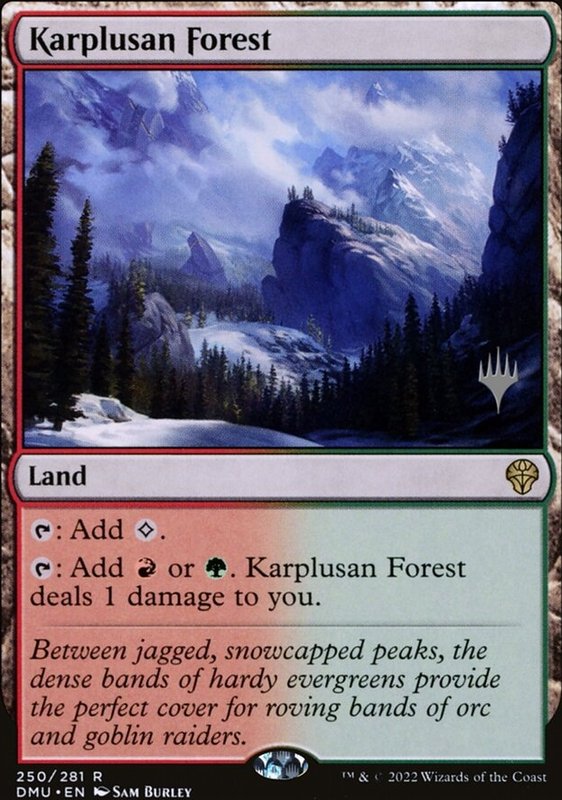 Karplusan Forest
Land
: Add .
: Add or . Karplusan Forest
deals 1 damage to you.
Between jagged, snowcapped peaks, the
dense bands of hardy evergreens provide
the perfect cover for roving bands of orc
and goblin raiders.
250/281 R
DMU • EN Sam Burley
™ & © 2022 Wizards of the Coast